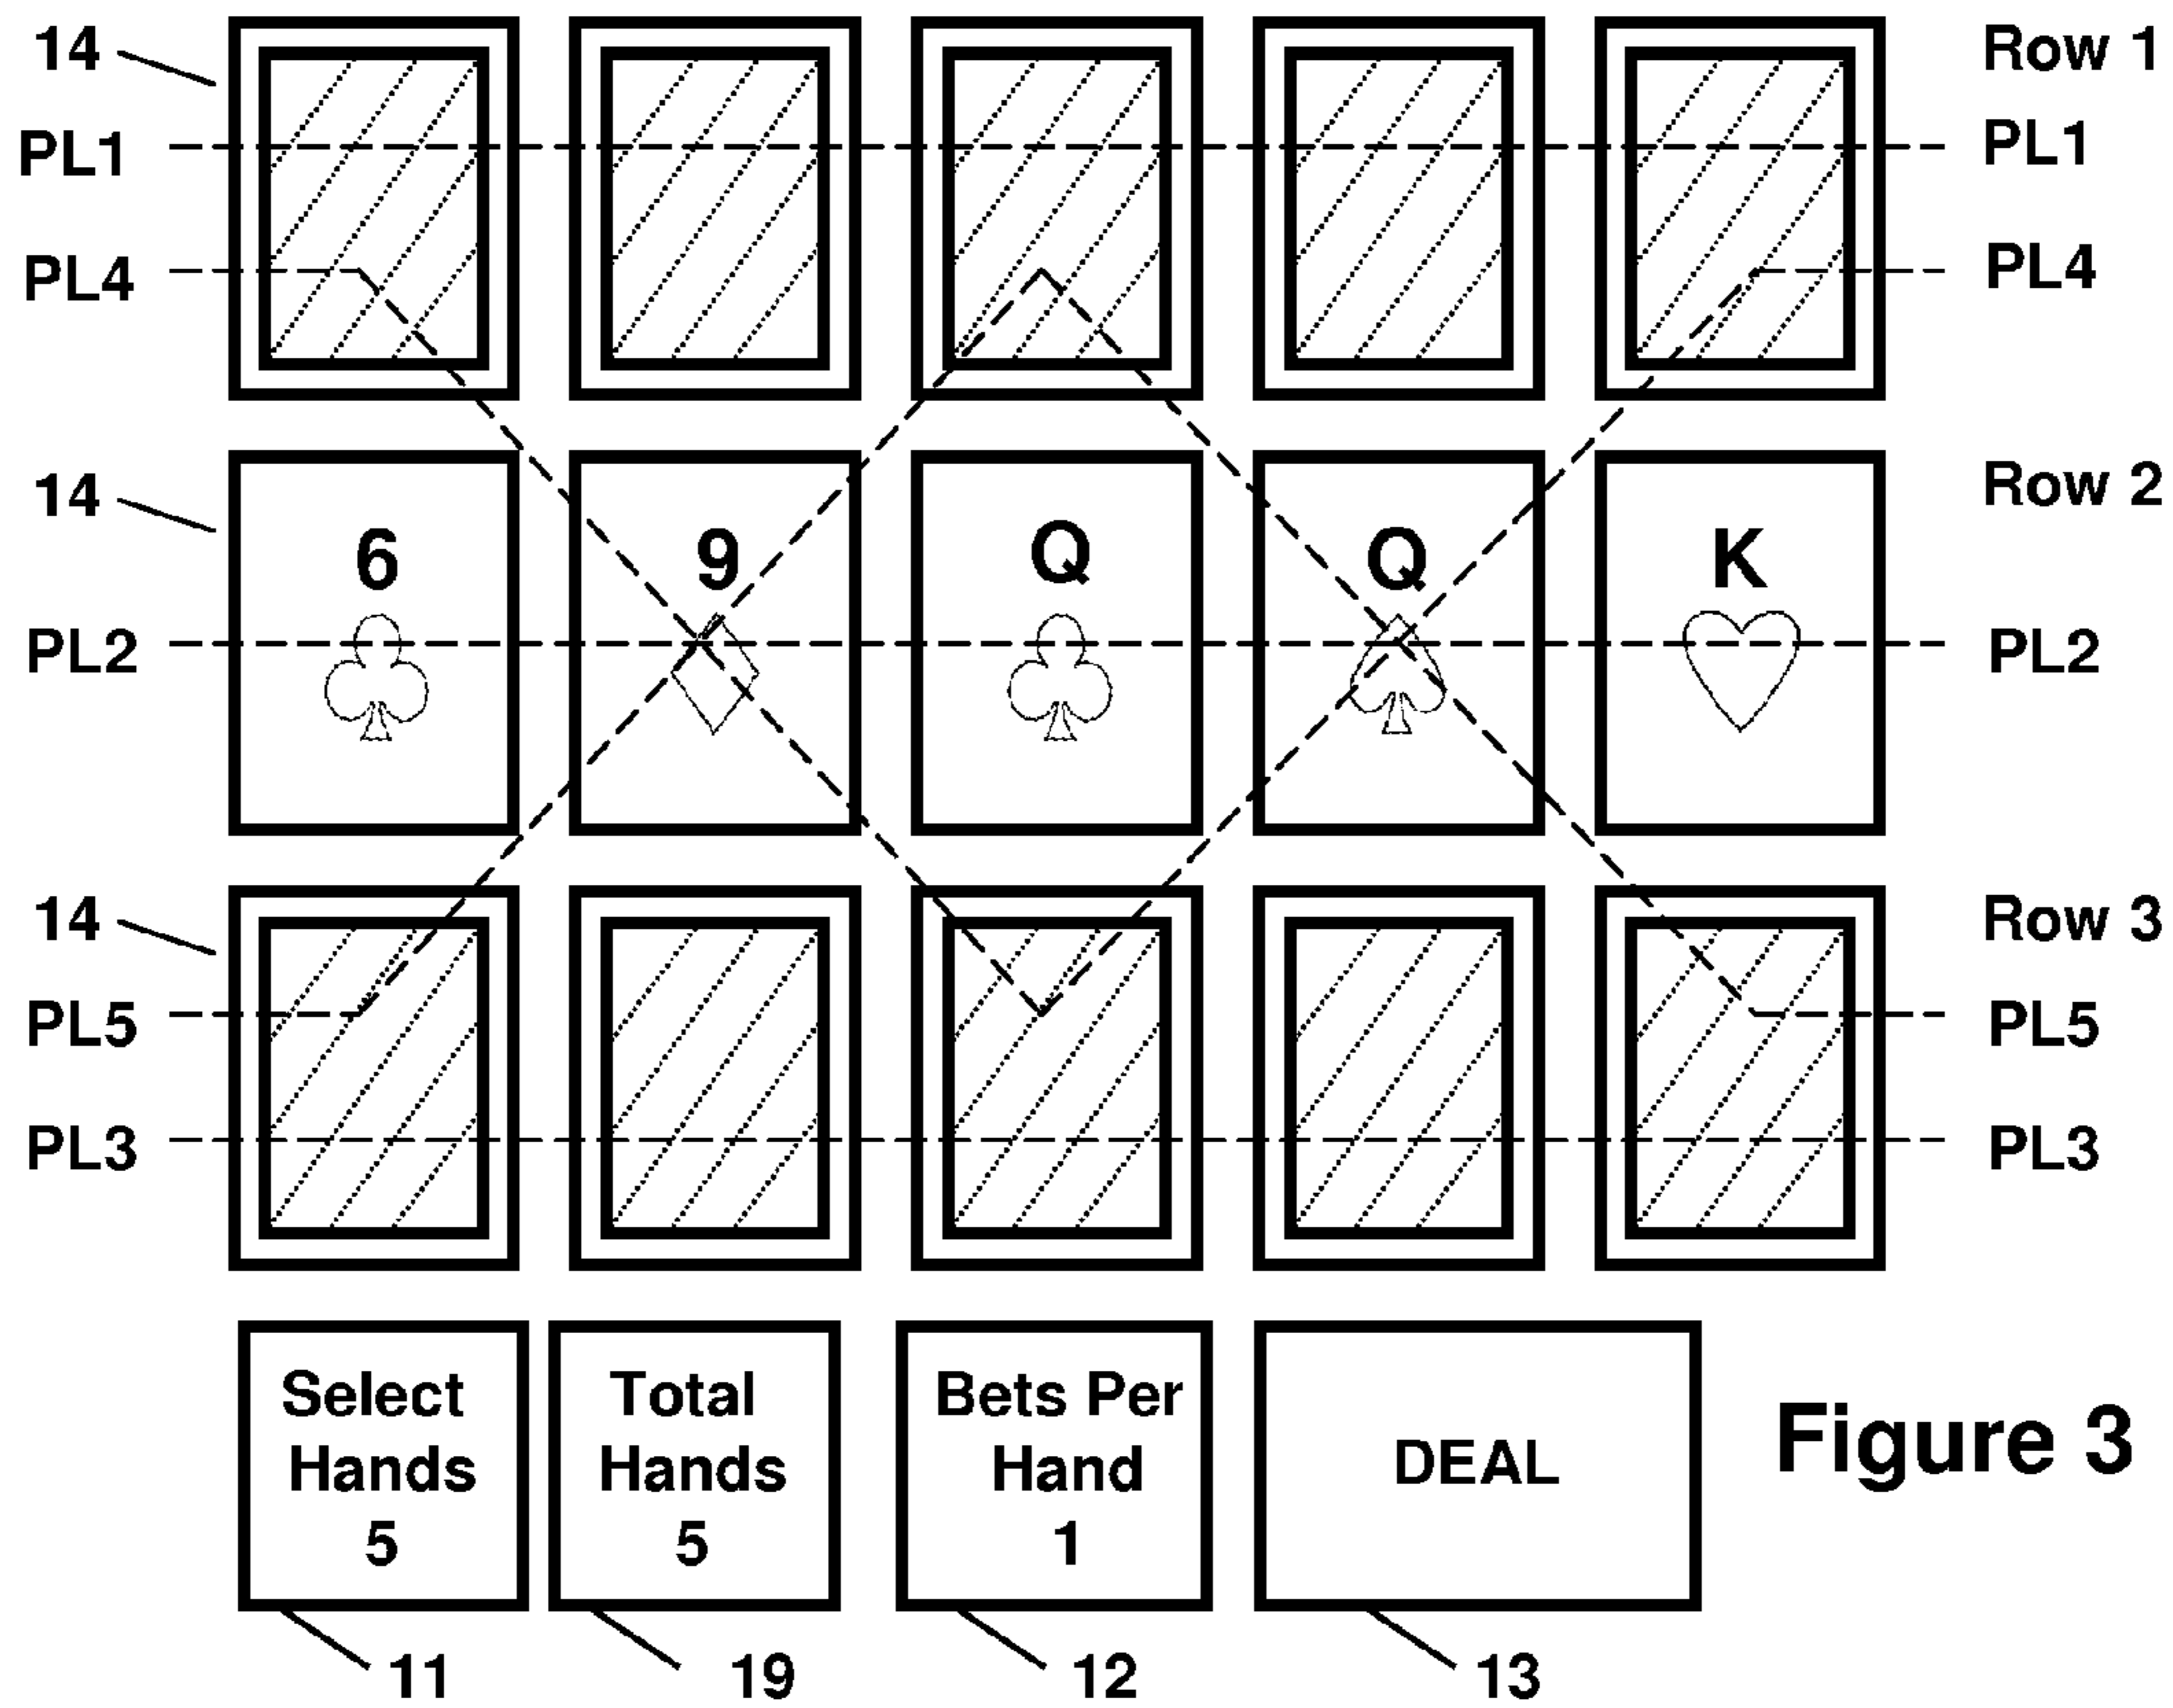 14 Row 1
PL1 PL1
PL4 PL4
14 Row 2
6 9 Q Q K
PL2 PL2
14 Row 3
PL5 PL5
PL3 PL3
Select Total Bets Per
Hands Hands Hand DEAL Figure 3
5 5 1
11 19 12 13